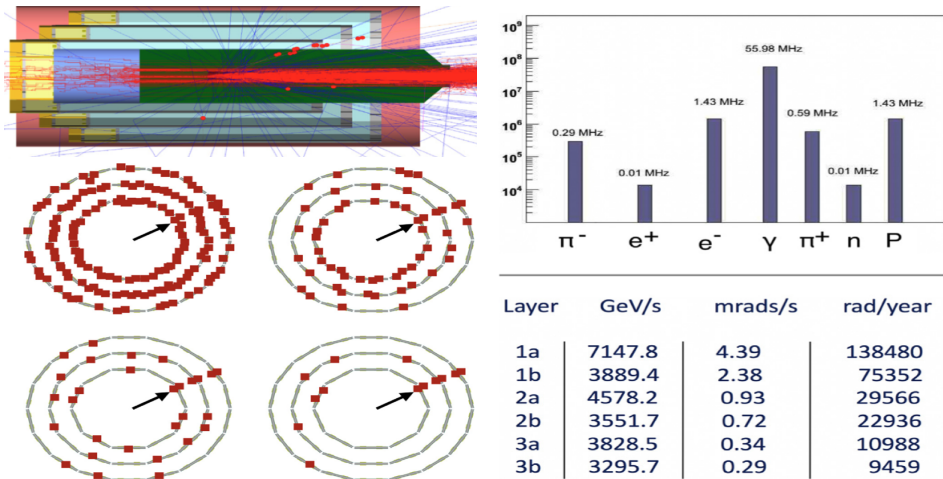 10⁹
10⁸
10⁷
10⁶
10⁵
10⁴
55.98 MHz
1.43 MHz
0.59 MHz
1.43 MHz
0.29 MHz
0.01 MHz
0.01 MHz
π⁻ e+ e⁻ γ π+ n P
Layer GeV/s mrads/s rad/year
1a 7147.8 4.39 138480
1b 3889.4 2.38 75352
2a 4578.2 0.93 29566
2b 3551.7 0.72 22936
3a 3828.5 0.34 10988
3b 3295.7 0.29 9459